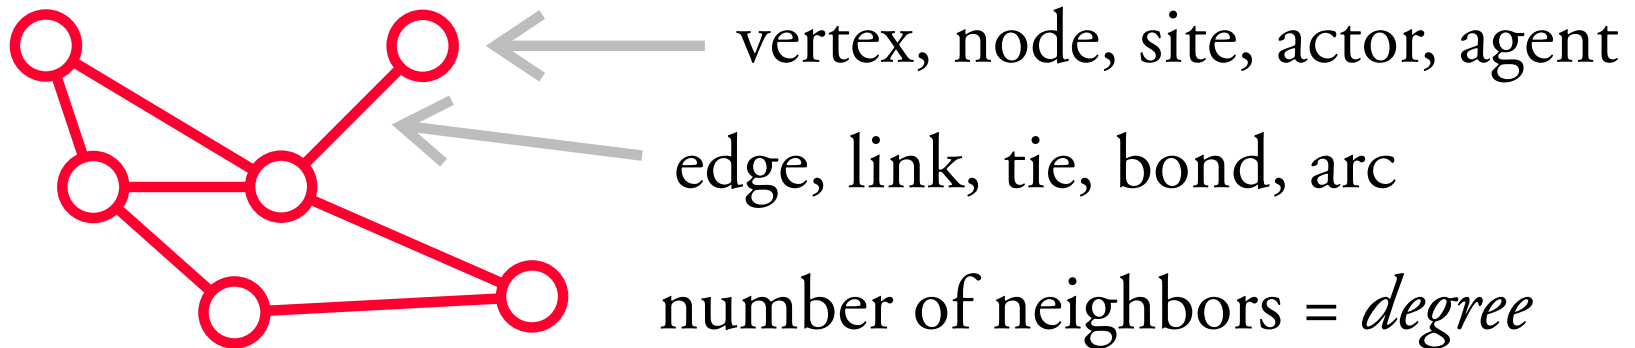 vertex, node, site, actor, agent
edge, link, tie, bond, arc
number of neighbors = degree